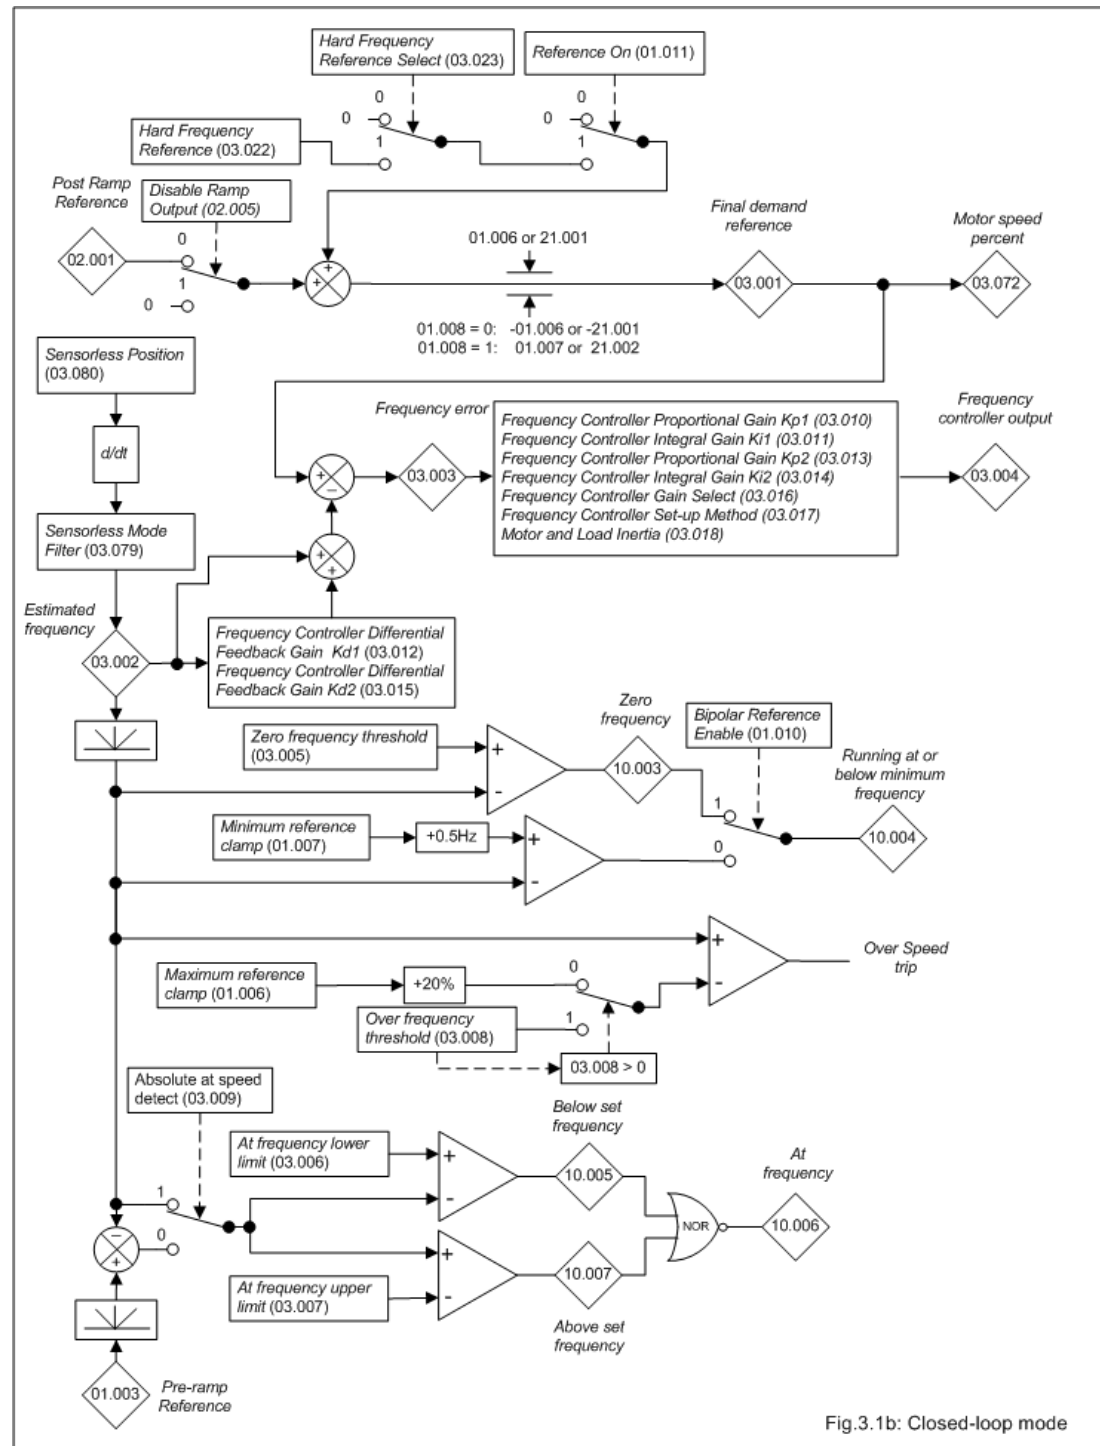 Hard Frequency
Reference Select (03.023)
Reference On (01.011)
0
0
1
0
0
1
Hard Frequency
Reference (03.022)
Post Ramp
Reference
Disable Ramp
Output (02.005)
02.001
0
1
0
+
+
01.006 or 21.001
01.008 = 0: -01.006 or -21.001
01.008 = 1: 01.007 or 21.002
Final demand
reference
03.001
Motor speed
percent
03.072
Sensorless Position
(03.080)
d/dt
Sensorless Mode
Filter (03.079)
Estimated
frequency
03.002
Frequency error
+
−
03.003
+
+
Frequency Controller Proportional Gain Kp1 (03.010)
Frequency Controller Integral Gain Ki1 (03.011)
Frequency Controller Proportional Gain Kp2 (03.013)
Frequency Controller Integral Gain Ki2 (03.014)
Frequency Controller Gain Select (03.016)
Frequency Controller Set-up Method (03.017)
Motor and Load Inertia (03.018)
Frequency
controller output
03.004
Frequency Controller Differential
Feedback Gain Kd1 (03.012)
Frequency Controller Differential
Feedback Gain Kd2 (03.015)
Zero frequency threshold
(03.005)
+
-
Zero
frequency
10.003
Bipolar Reference
Enable (01.010)
1
0
Running at or
below minimum
frequency
10.004
Minimum reference
clamp (01.007)
+0.5Hz
+
-
Maximum reference
clamp (01.006)
+20%
0
1
Over frequency
threshold (03.008)
03.008 > 0
+
-
Over Speed
trip
Absolute at speed
detect (03.009)
1
0
−
+
At frequency lower
limit (03.006)
+
-
Below set
frequency
10.005
At frequency upper
limit (03.007)
+
-
10.007
Above set
frequency
NOR
At
frequency
10.006
01.003
Pre-ramp
Reference
Fig.3.1b: Closed-loop mode